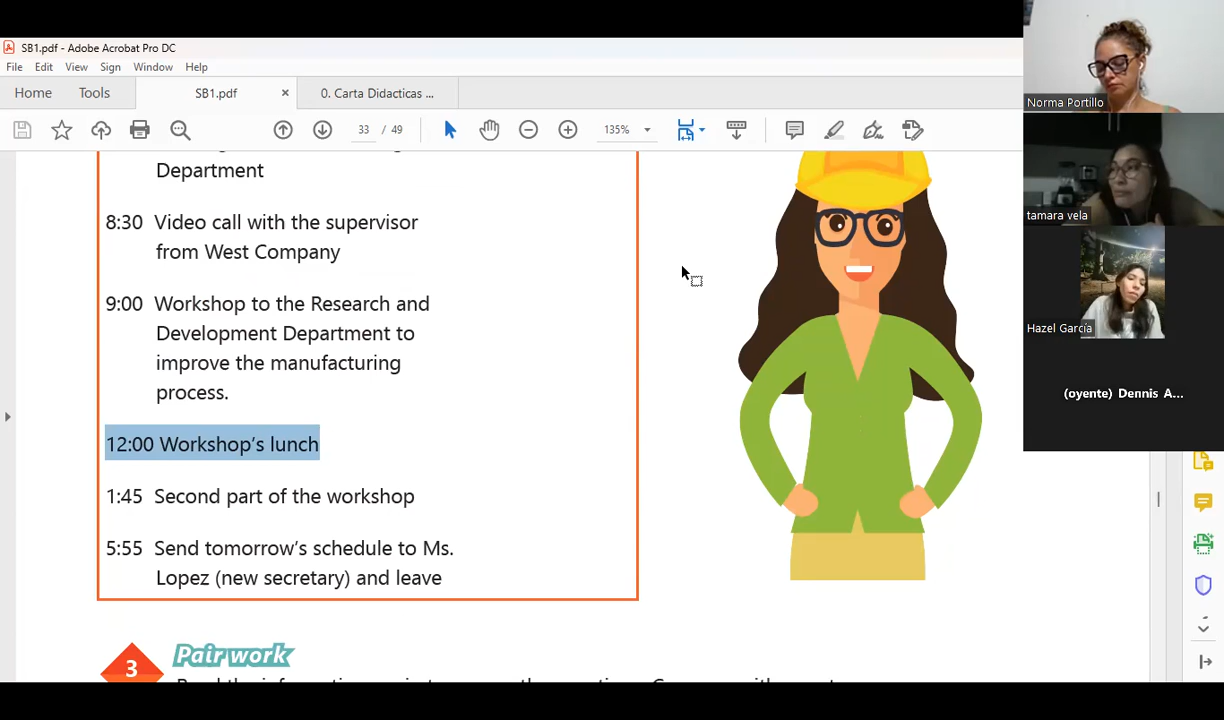 SB1.pdf - Adobe Acrobat Pro DC
File Edit View Sign Window Help
Home Tools SB1.pdf × 0. Carta Didacticas ...
33 / 49 135%
Department
8:30 Video call with the supervisor
from West Company
9:00 Workshop to the Research and
Development Department to
improve the manufacturing
process.
12:00 Workshop's lunch
1:45 Second part of the workshop
5:55 Send tomorrow's schedule to Ms.
Lopez (new secretary) and leave
3 Pair work
Norma Portillo
tamara vela
Hazel García
(oyente) Dennis A...